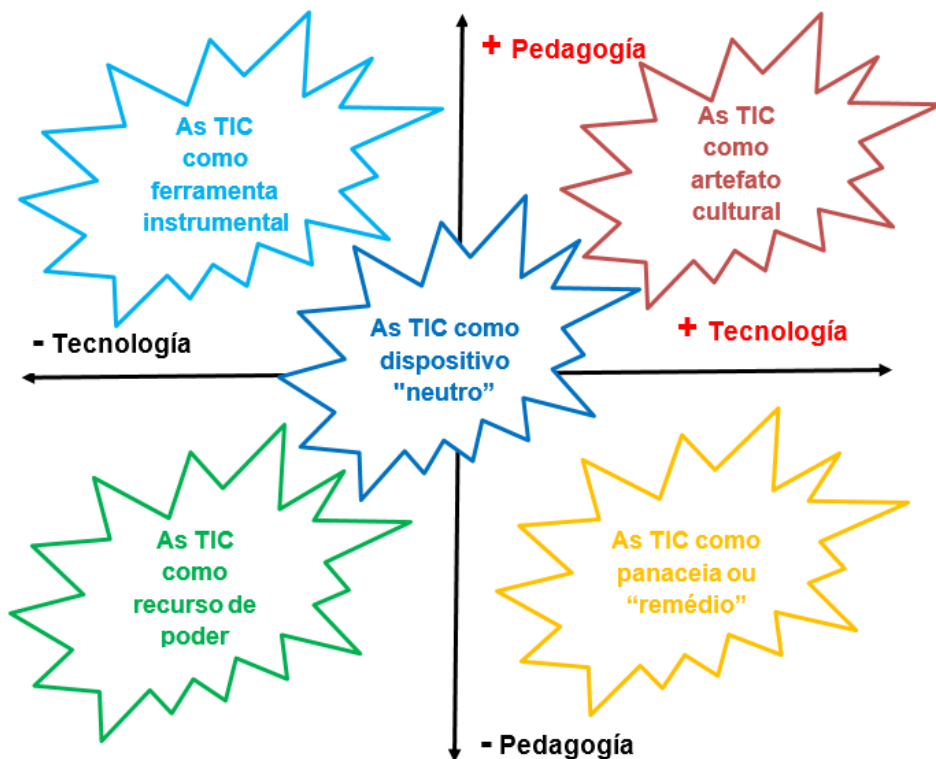 + Pedagogía
As TIC
como
ferramenta
instrumental
As TIC
como
artefato
cultural
- Tecnología
As TIC como
dispositivo
"neutro”
+ Tecnología
As TIC
como
recurso de
poder
As TIC como
panaceia ou
“remédio”
- Pedagogía